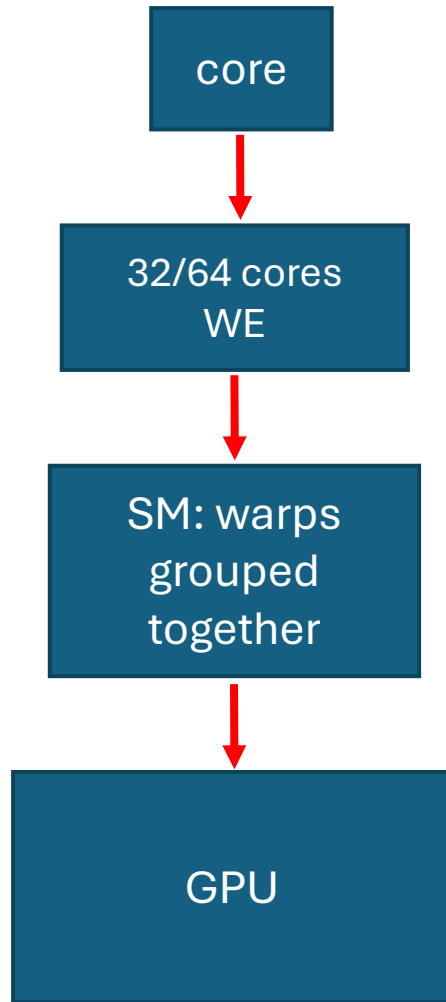 core
32/64 cores
WE
SM: warps
grouped
together
GPU